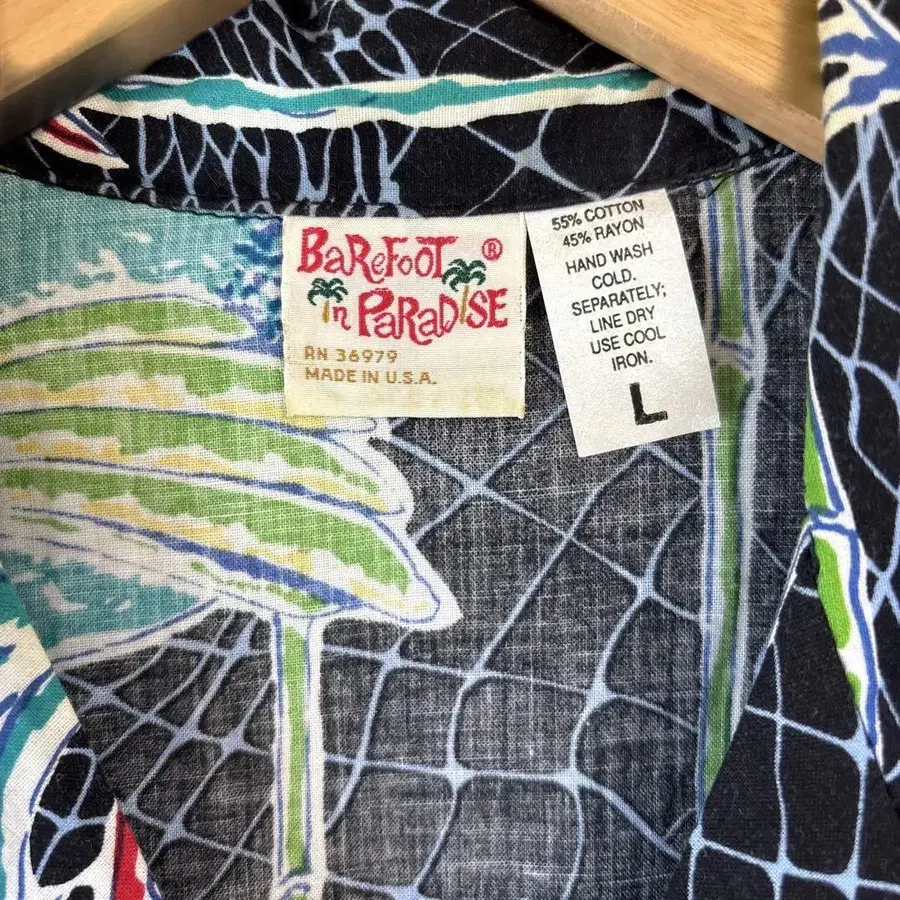 BaReFooT ®
in PaRaDiSE
RN 36979
MADE IN U.S.A.
55% COTTON
45% RAYON
HAND WASH
COLD.
SEPARATELY;
LINE DRY
USE COOL
IRON.
L